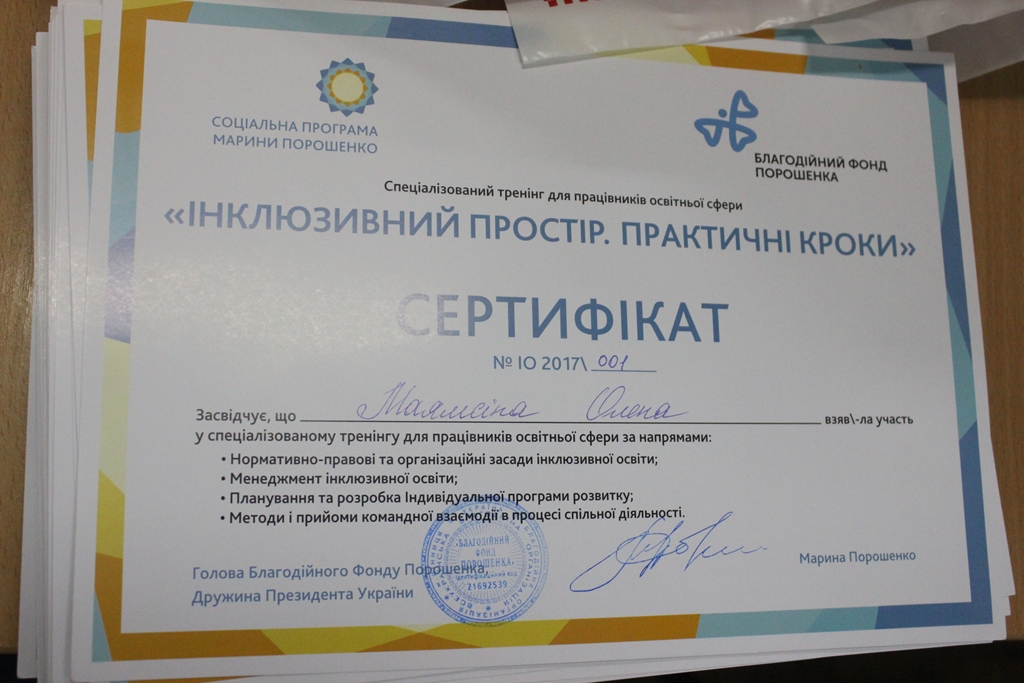 СОЦІАЛЬНА ПРОГРАМА
МАРИНИ ПОРОШЕНКО
БЛАГОДІЙНИЙ ФОНД
ПОРОШЕНКА
Спеціалізований тренінг для працівників освітньої сфери
«ІНКЛЮЗИВНИЙ ПРОСТІР. ПРАКТИЧНІ КРОКИ»
СЕРТИФІКАТ
№ ІО 2017\ 001
Засвідчує, що Олена взяв\-ла участь
у спеціалізованому тренінгу для працівників освітньої сфери за напрямами:
• Нормативно-правові та організаційні засади інклюзивної освіти;
• Менеджмент інклюзивної освіти;
• Планування та розробка Індивідуальної програми розвитку;
• Методи і прийоми командної взаємодії в процесі спільної діяльності.
Голова Благодійного Фонду Порошенка,
Дружина Президента України
БЛАГОДІЙНИЙ
ФОНД
ПОРОШЕНКА
Ідентифікаційний код
21692539
Марина Порошенко